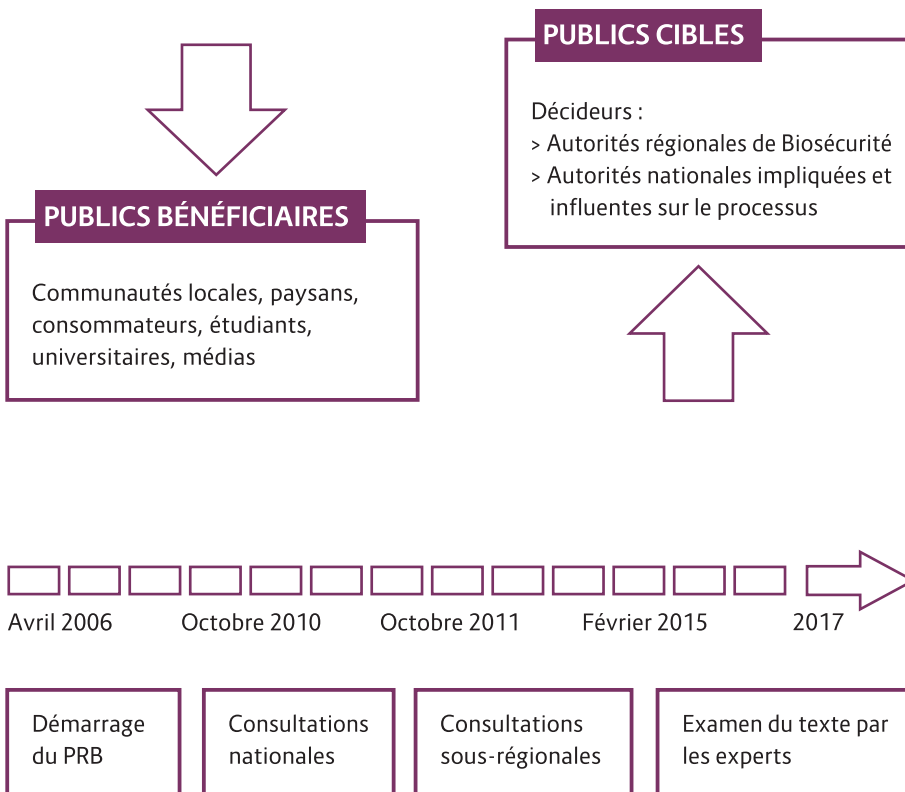 PUBLICS CIBLES
Décideurs :
> Autorités régionales de Biosécurité
> Autorités nationales impliquées et
influentes sur le processus
PUBLICS BÉNÉFICIAIRES
Communautés locales, paysans,
consommateurs, étudiants,
universitaires, médias
Avril 2006
Octobre 2010
Octobre 2011
Février 2015
2017
Démarrage
du PRB
Consultations
nationales
Consultations
sous-régionales
Examen du texte par
les experts